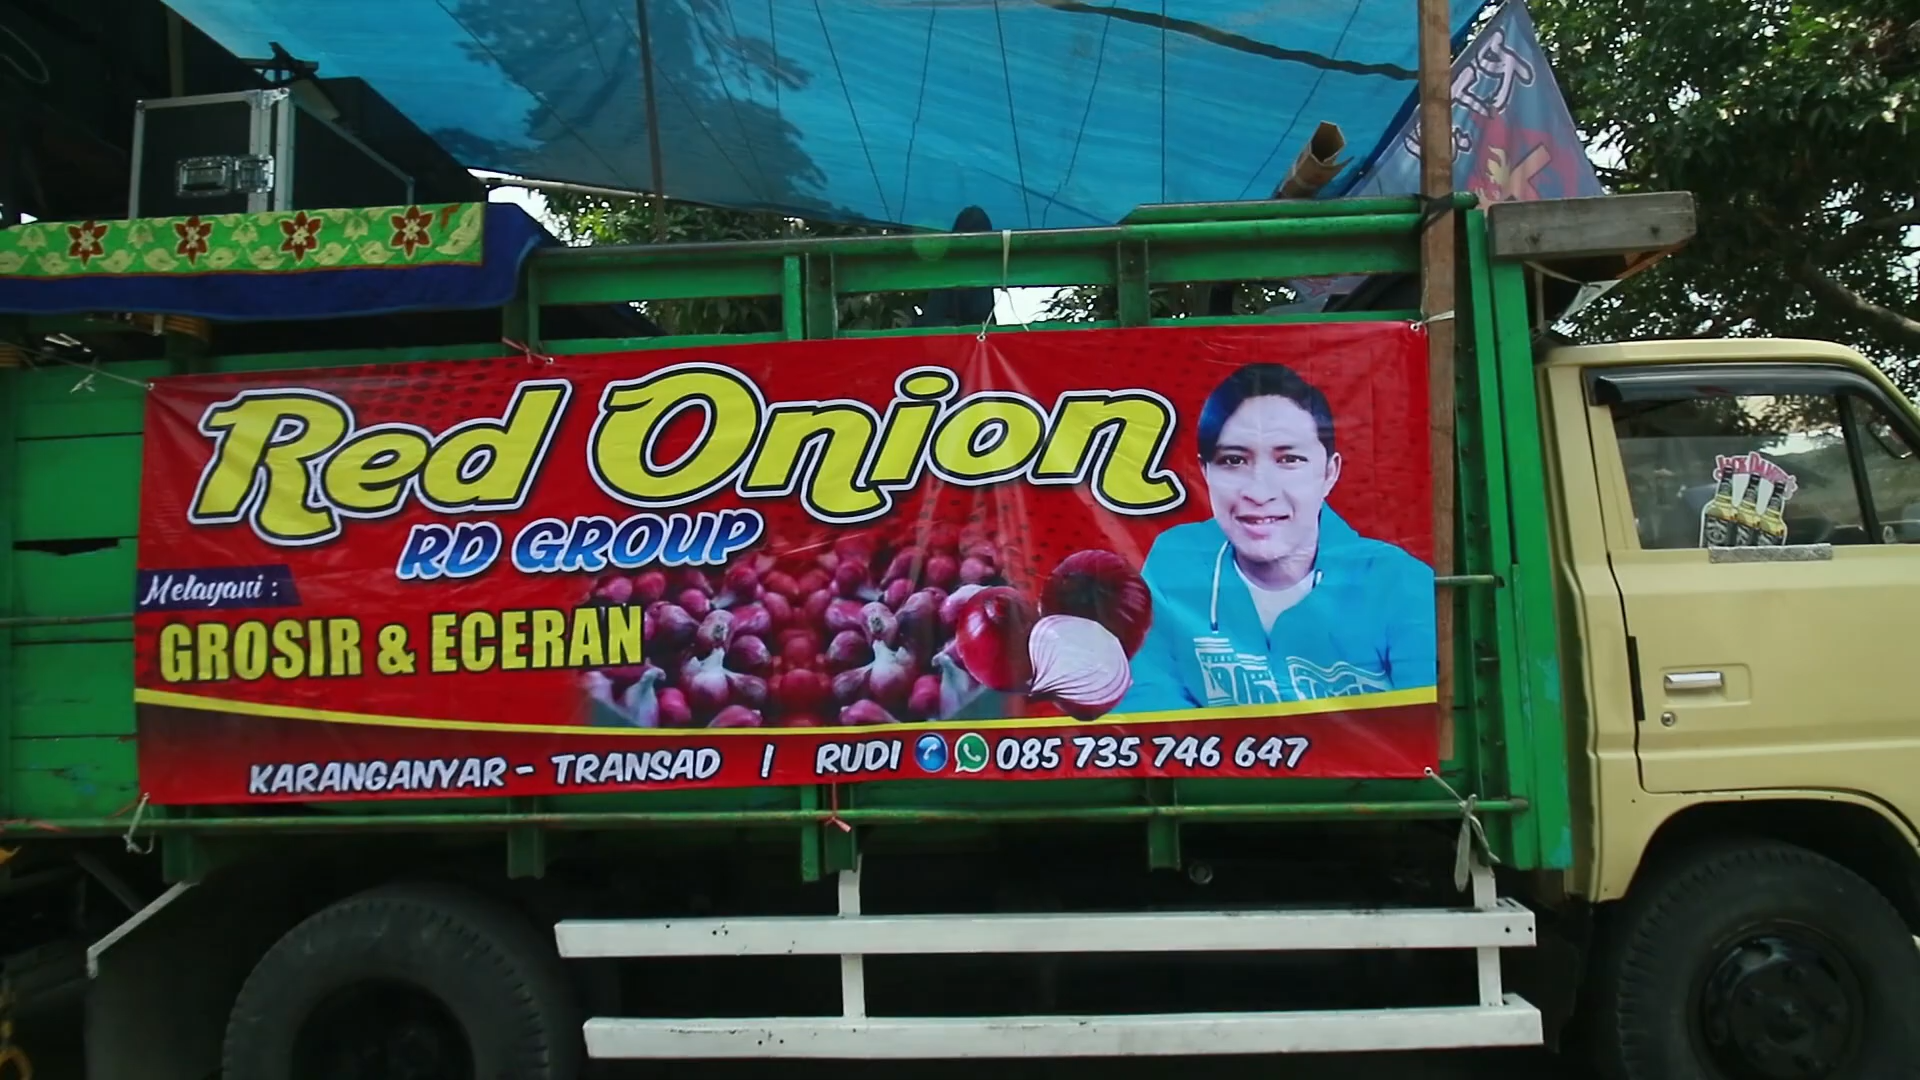 Red Onion
RD GROUP
Melayani :
GROSIR & ECERAN
KARANGANYAR - TRANSAD / RUDI 085 735 746 647